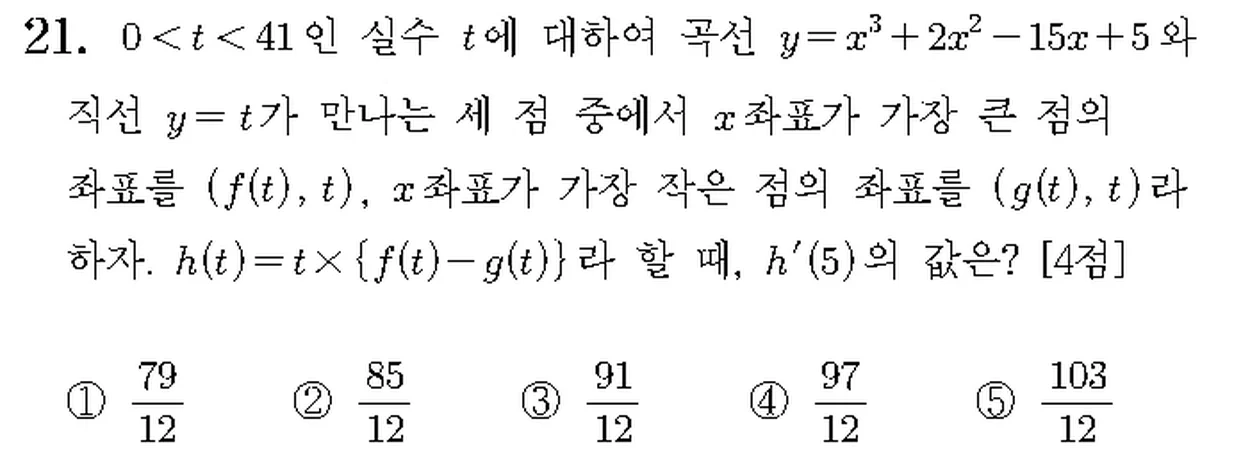 21. 0 < t < 41인 실수 t에 대하여 곡선 y = x³ + 2x² − 15x + 5와
직선 y = t가 만나는 세 점 중에서 x좌표가 가장 큰 점의
좌표를 (f(t), t), x좌표가 가장 작은 점의 좌표를 (g(t), t)라
하자. h(t) = t × {f(t) − g(t)}라 할 때, h′(5)의 값은? [4점]
① 79/12 ② 85/12 ③ 91/12 ④ 97/12 ⑤ 103/12